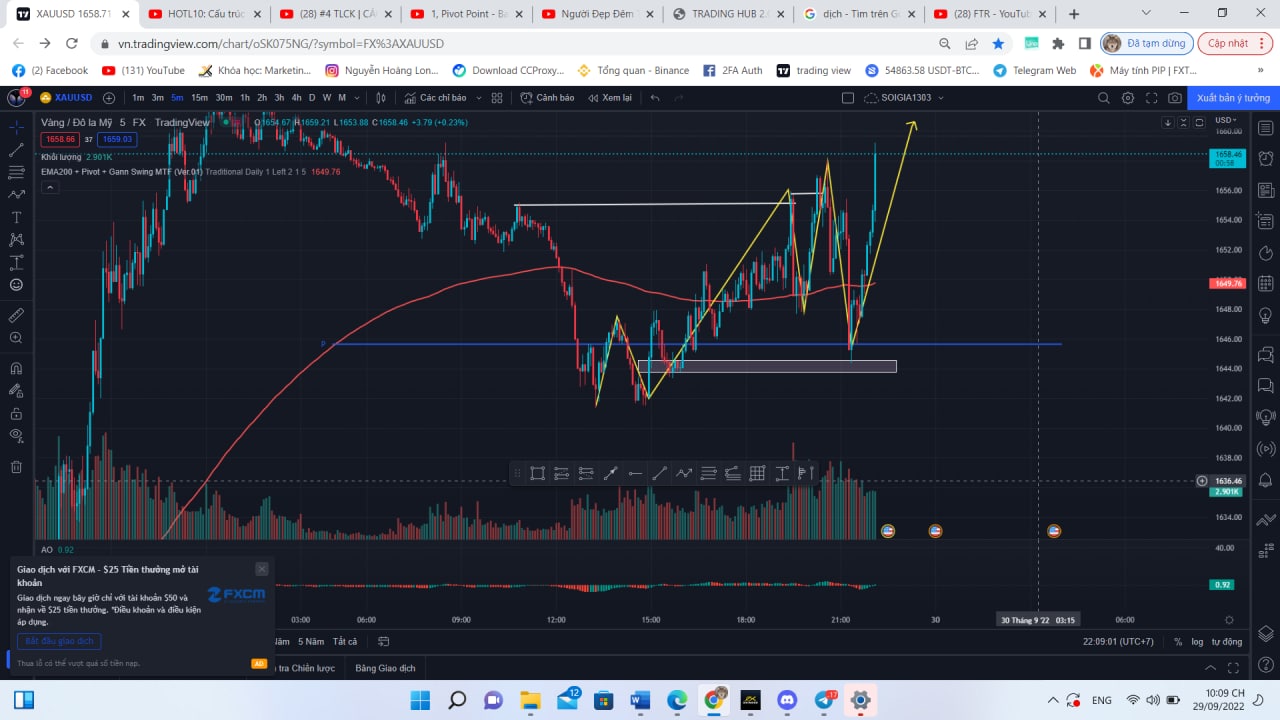 XAUUSD 1658.71
HOTL10: Cấu trúc
(28) #4 TLCK | CÁ
1, Pivot Point - Ba
Người Đẹp Đêm
TRADING HUB 2.
dịch – Tìm trên G
(28) FTR - YouTub
vn.tradingview.com/chart/oSK075NG/?symbol=FX%3AXAUUSD
Đã tạm dừng
Cập nhật
(2) Facebook
(131) YouTube
Khóa học: Marketin...
Nguyễn Hoàng Lon...
Download CCProxy...
Tổng quan - Binance
2FA Auth
trading view
54863.58 USDT-BTC...
Telegram Web
Máy tính PIP | FXT...
»
11
XAUUSD
1m 3m 5m 15m 30m 1h 2h 3h 4h D W M
Các chỉ báo
Cảnh báo
Xem lại
SOIGIA1303
Xuất bản ý tưởng
Vàng / Đô la Mỹ 5 FX TradingView
O1654.67 H1659.21 L1653.88 C1658.46 +3.79 (+0.23%)
1658.66 37 1659.03
Khối lượng 2.901K
EMA200 + Pivot + Gann Swing MTF (Ver.01) Traditional Daily 1 Left 2 1 5 1649.76
USD
1660.00
1658.46
00:58
1656.00
1654.00
1652.00
1649.76
1648.00
P
1646.00
1644.00
1642.00
1640.00
1638.00
1636.46
2.901K
1634.00
AO 0.92
40.00
0.92
Giao dịch với FXCM - $25 Tiền thưởng mở tài
khoản
Giao dịch ngay bây giờ chỉ với tài khoản $50 và
nhận về $25 tiền thưởng. *Điều khoản và điều kiện
áp dụng.
FXCM
Bắt đầu giao dịch
Thua lỗ có thể vượt quá số tiền nạp.
AD
03:00 06:00 09:00 12:00 15:00 18:00 21:00 30 30 Tháng 9 '22 03:15 06:00
5 Năm Tất cả
22:09:01 (UTC+7)
% log tự động
tra Chiến lược
Bảng Giao dịch
12
17
ENG
10:09 CH
29/09/2022